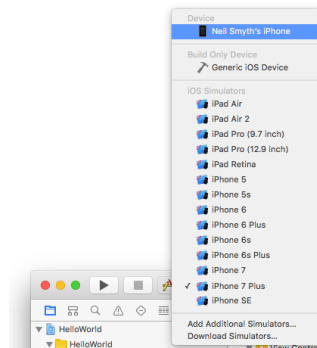 Device
Neil Smyth's iPhone
Build Only Device
Generic iOS Device
iOS Simulators
iPad Air
iPad Air 2
iPad Pro (9.7 inch)
iPad Pro (12.9 inch)
iPad Retina
iPhone 5
iPhone 5s
iPhone 6
iPhone 6 Plus
iPhone 6s
iPhone 6s Plus
iPhone 7
✓ iPhone 7 Plus
iPhone SE
Add Additional Simulators...
Download Simulators...
HelloWorld
HelloWorld